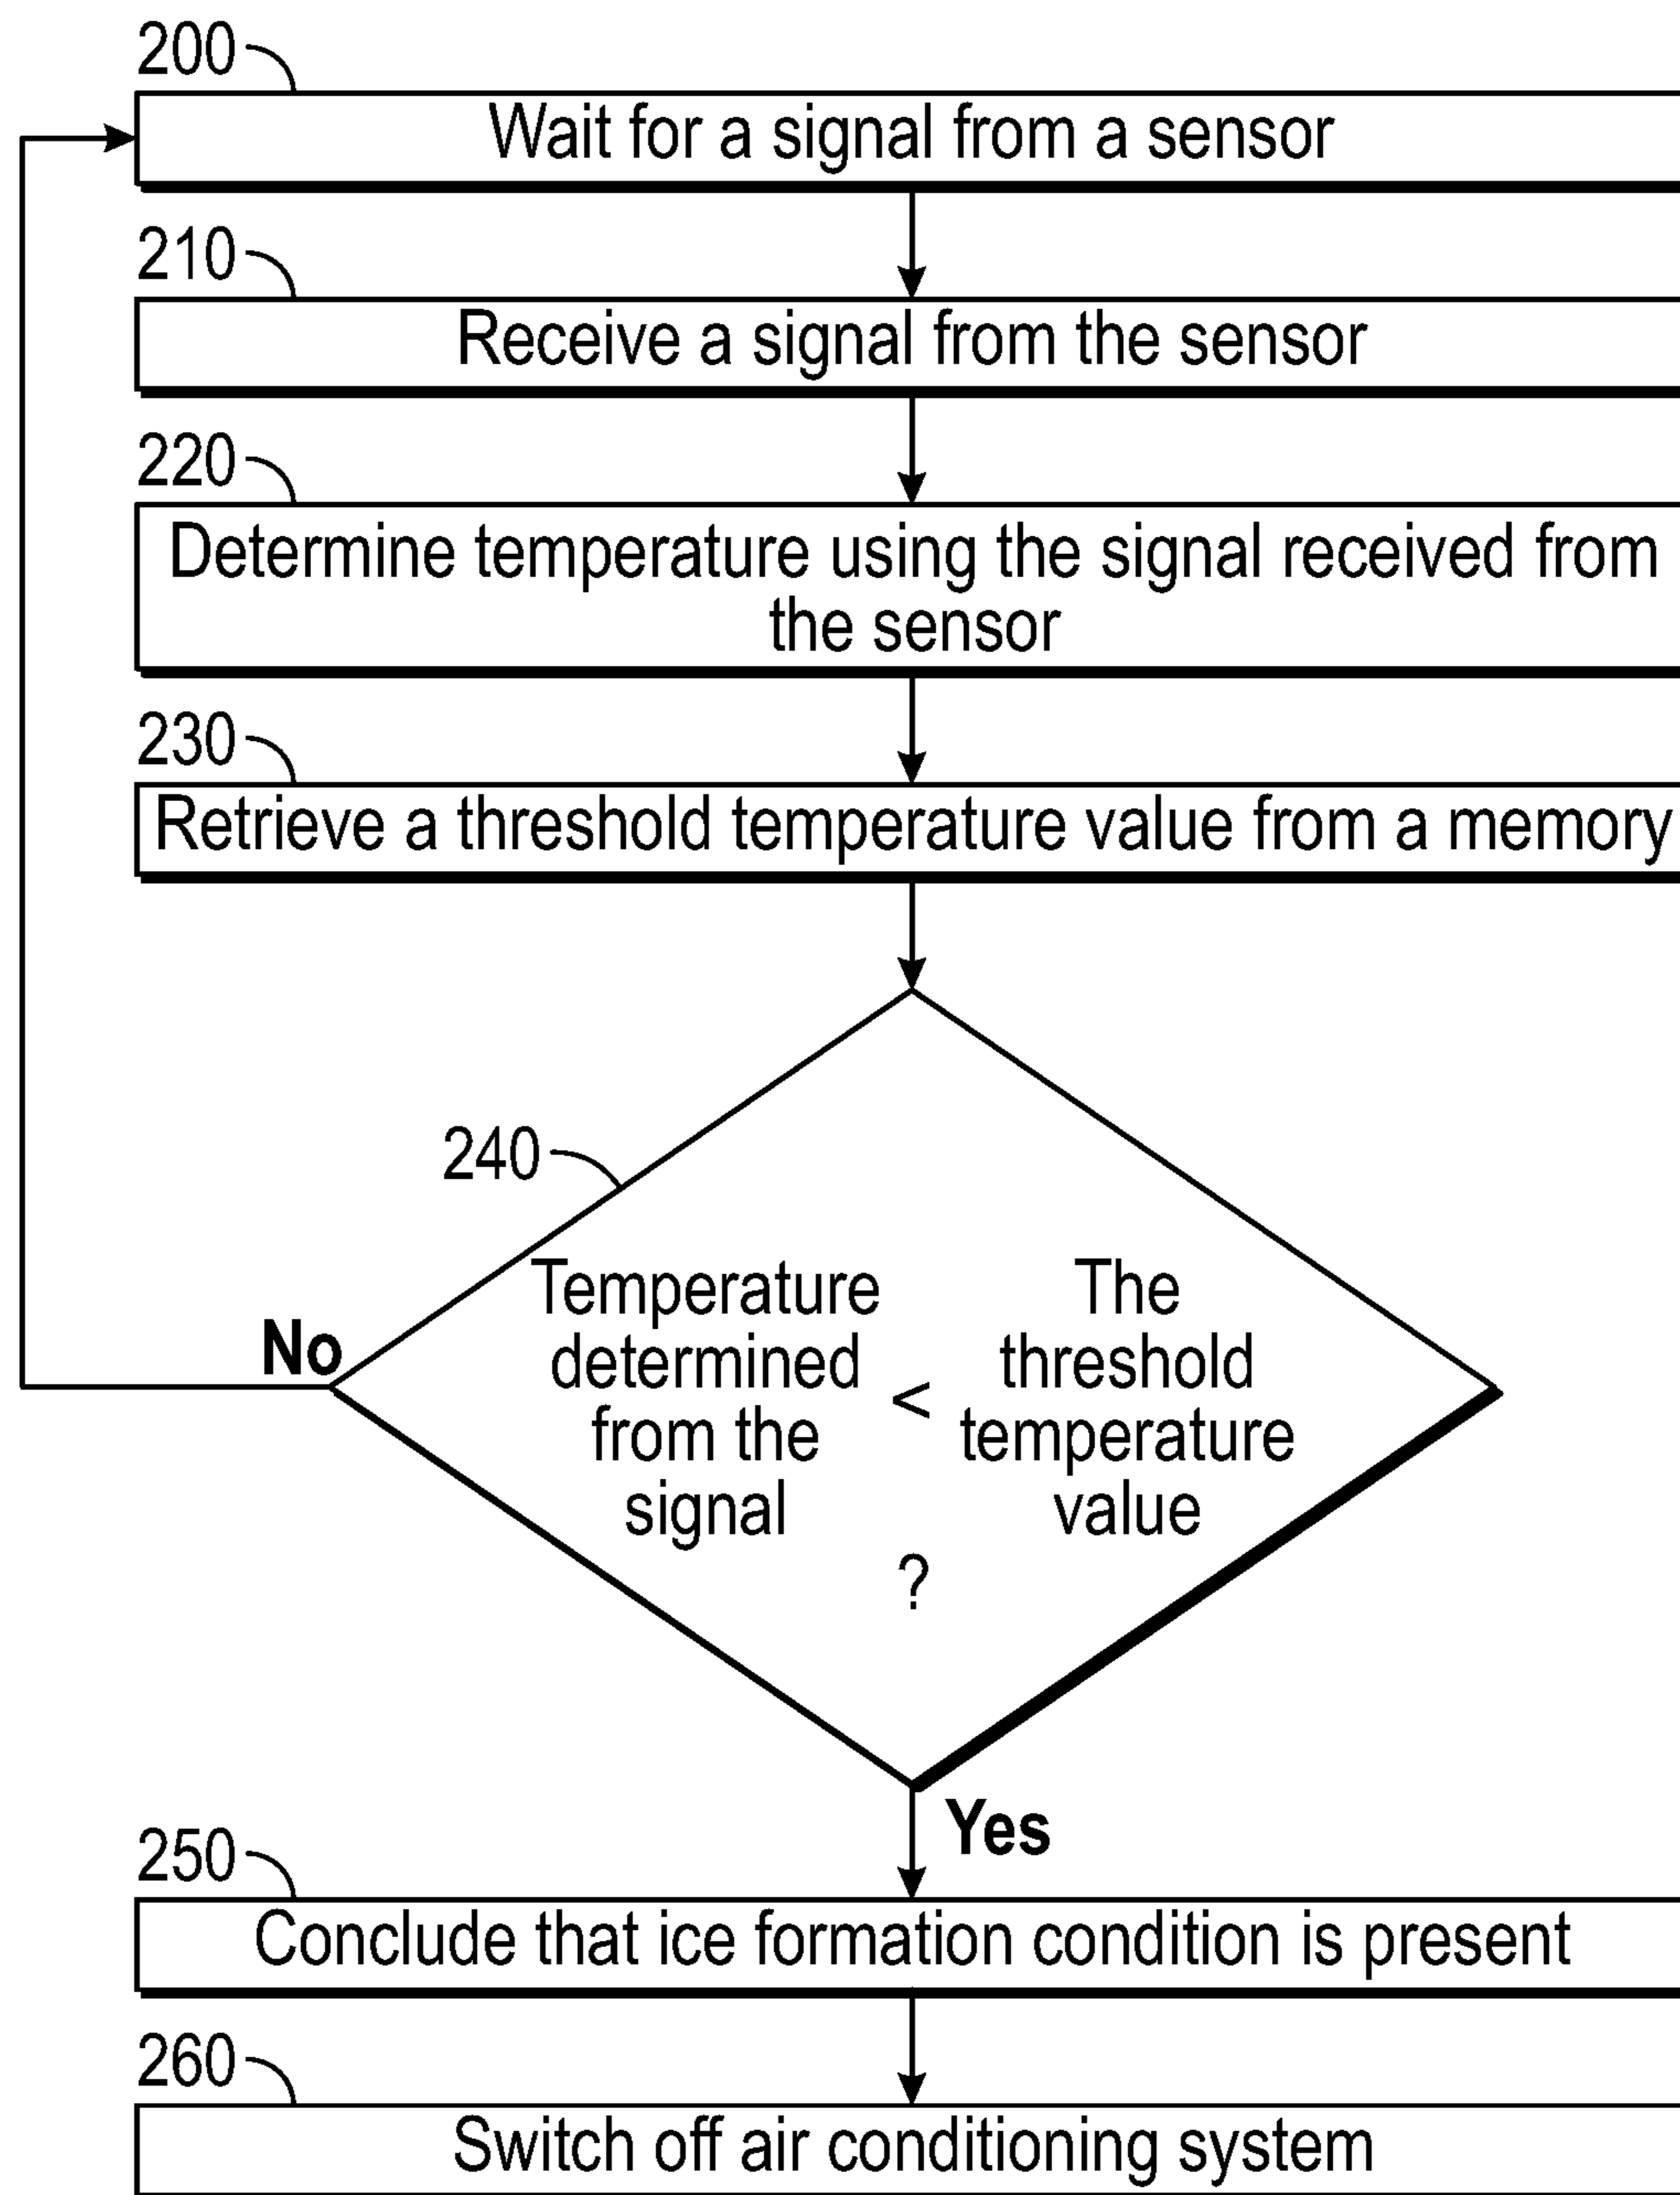 200
Wait for a signal from a sensor
210
Receive a signal from the sensor
220
Determine temperature using the signal received from
the sensor
230
Retrieve a threshold temperature value from a memory
240
Temperature
determined
from the
signal
<
The
threshold
temperature
value
?
No
Yes
250
Conclude that ice formation condition is present
260
Switch off air conditioning system